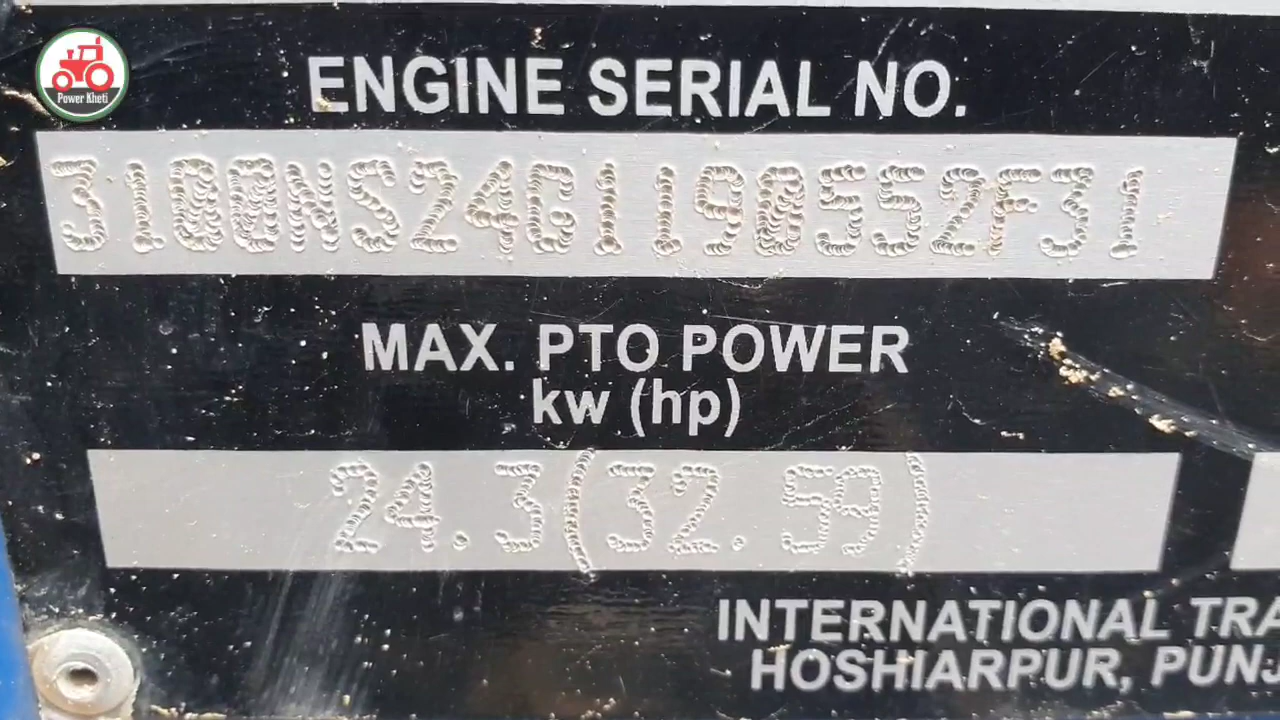 Power Kheti
ENGINE SERIAL NO.
3100NS24G1190552F31
MAX. PTO POWER
kw (hp)
24.3(32.59)
INTERNATIONAL TRA
HOSHIARPUR, PUNJ